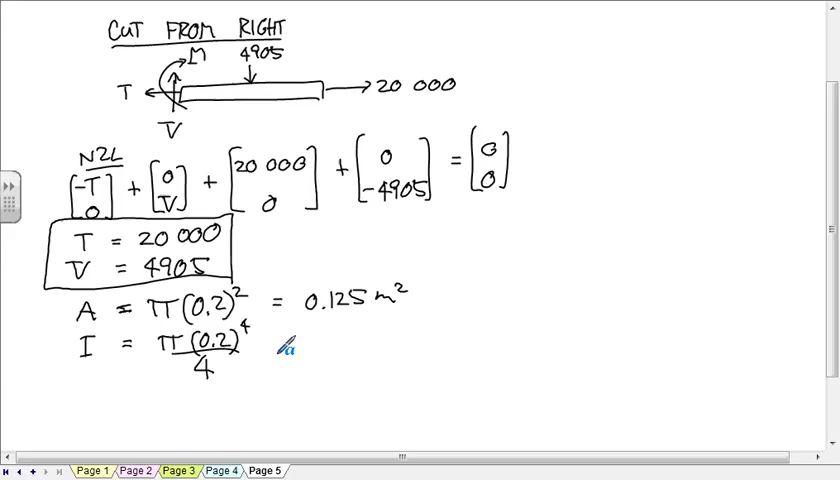 CUT FROM RIGHT
M 4905
T 20 000
V
N2L
[-T 0] + [0 V] + [20 000 0] + [0 -4905] = [0 0]
T = 20 000
V = 4905
A = π(0.2)² = 0.125 m²
I = π(0.2)⁴ / 4
Page 1 Page 2 Page 3 Page 4 Page 5